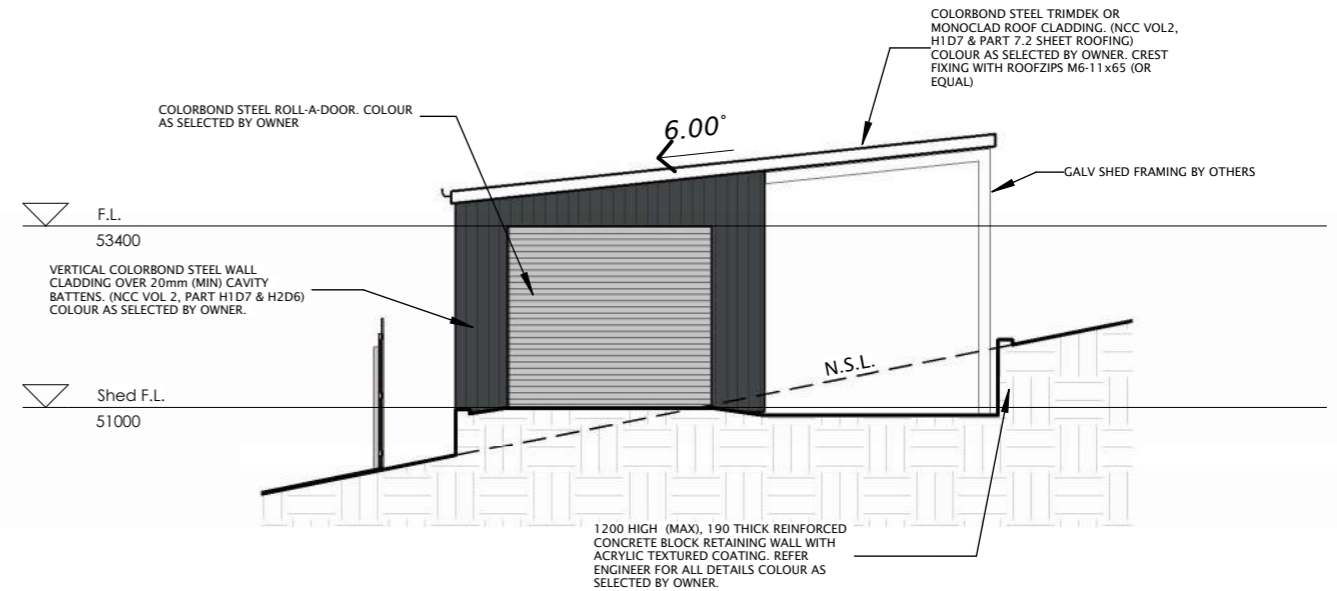 COLORBOND STEEL TRIMDEK OR
MONOCLAD ROOF CLADDING. (NCC VOL2,
H1D7 & PART 7.2 SHEET ROOFING)
COLOUR AS SELECTED BY OWNER. CREST
FIXING WITH ROOFZIPS M6-11x65 (OR
EQUAL)
COLORBOND STEEL ROLL-A-DOOR. COLOUR
AS SELECTED BY OWNER
6.00°
GALV SHED FRAMING BY OTHERS
F.L.
53400
VERTICAL COLORBOND STEEL WALL
CLADDING OVER 20mm (MIN) CAVITY
BATTENS. (NCC VOL 2, PART H1D7 & H2D6)
COLOUR AS SELECTED BY OWNER.
N.S.L.
Shed F.L.
51000
1200 HIGH (MAX), 190 THICK REINFORCED
CONCRETE BLOCK RETAINING WALL WITH
ACRYLIC TEXTURED COATING. REFER
ENGINEER FOR ALL DETAILS COLOUR AS
SELECTED BY OWNER.